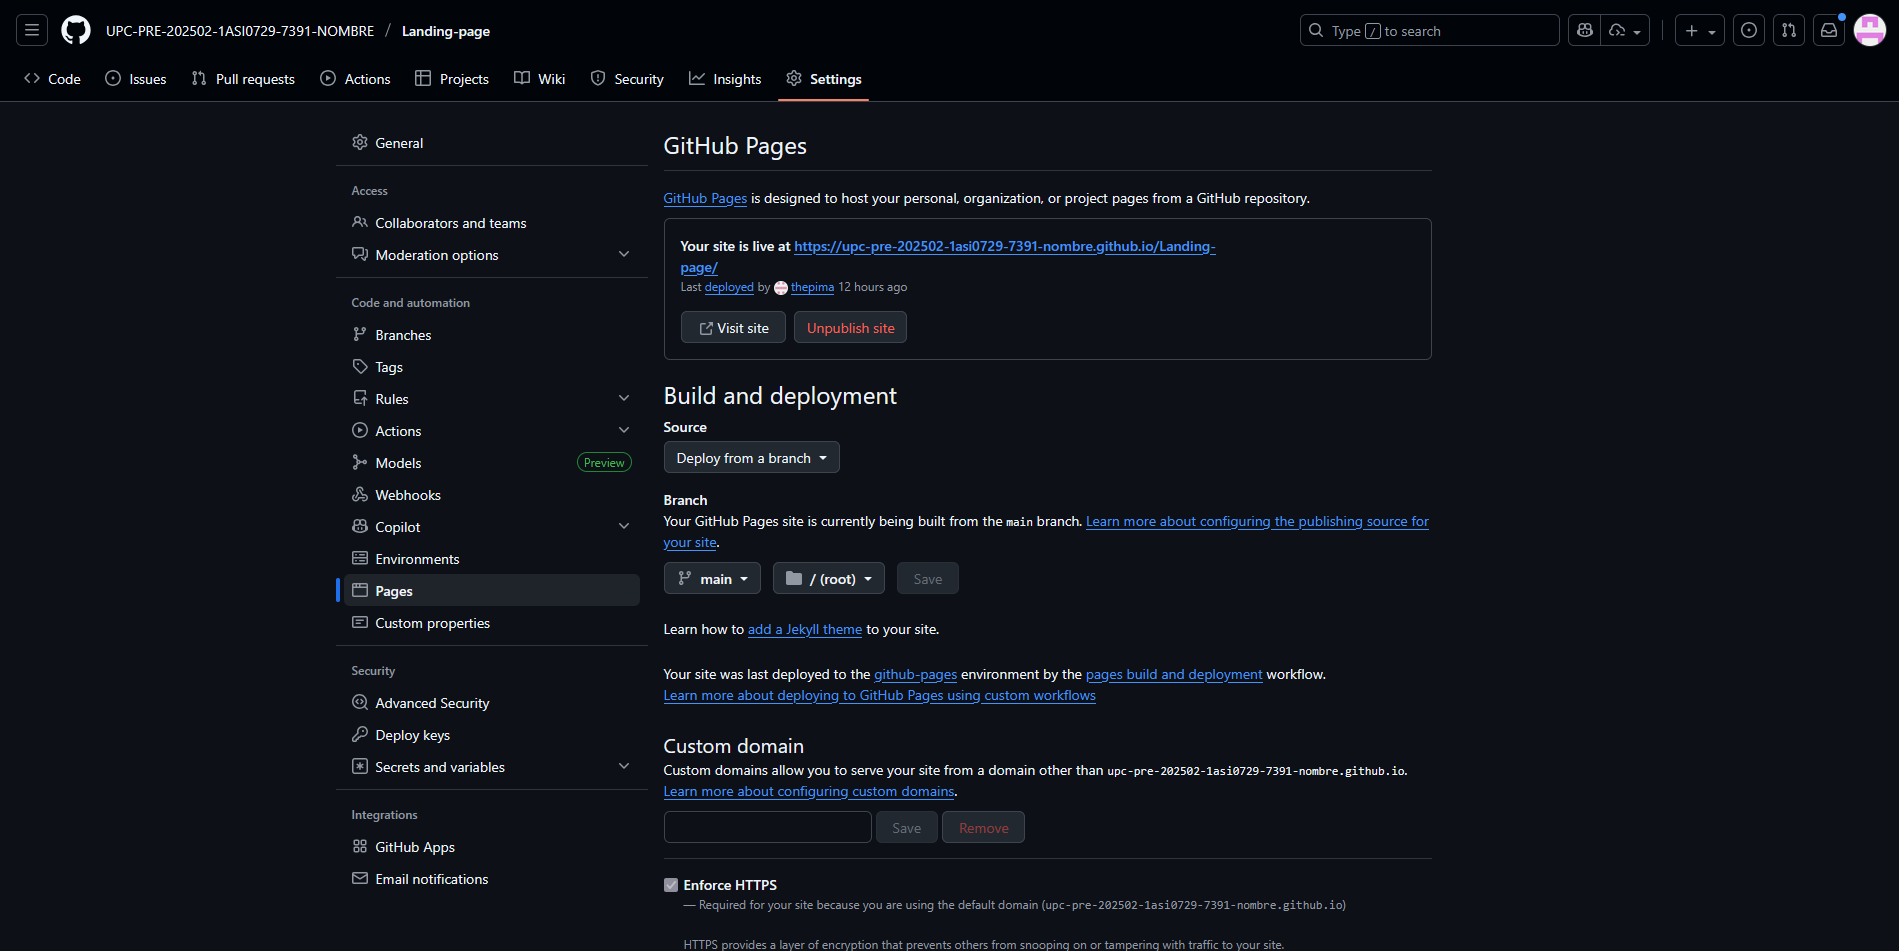 UPC-PRE-202502-1ASI0729-7391-NOMBRE / Landing-page
Type / to search
Code
Issues
Pull requests
Actions
Projects
Wiki
Security
Insights
Settings
General
Access
Collaborators and teams
Moderation options
Code and automation
Branches
Tags
Rules
Actions
Models
Preview
Webhooks
Copilot
Environments
Pages
Custom properties
Security
Advanced Security
Deploy keys
Secrets and variables
Integrations
GitHub Apps
Email notifications
GitHub Pages
GitHub Pages is designed to host your personal, organization, or project pages from a GitHub repository.
Your site is live at https://upc-pre-202502-1asi0729-7391-nombre.github.io/Landing-
page/
Last deployed by thepima 12 hours ago
Visit site
Unpublish site
Build and deployment
Source
Deploy from a branch
Branch
Your GitHub Pages site is currently being built from the main branch. Learn more about configuring the publishing source for
your site.
main
/ (root)
Save
Learn how to add a Jekyll theme to your site.
Your site was last deployed to the github-pages environment by the pages build and deployment workflow.
Learn more about deploying to GitHub Pages using custom workflows
Custom domain
Custom domains allow you to serve your site from a domain other than upc-pre-202502-1asi0729-7391-nombre.github.io.
Learn more about configuring custom domains.
Save
Remove
Enforce HTTPS
— Required for your site because you are using the default domain (upc-pre-202502-1asi0729-7391-nombre.github.io)
HTTPS provides a layer of encryption that prevents others from snooping on or tampering with traffic to your site.